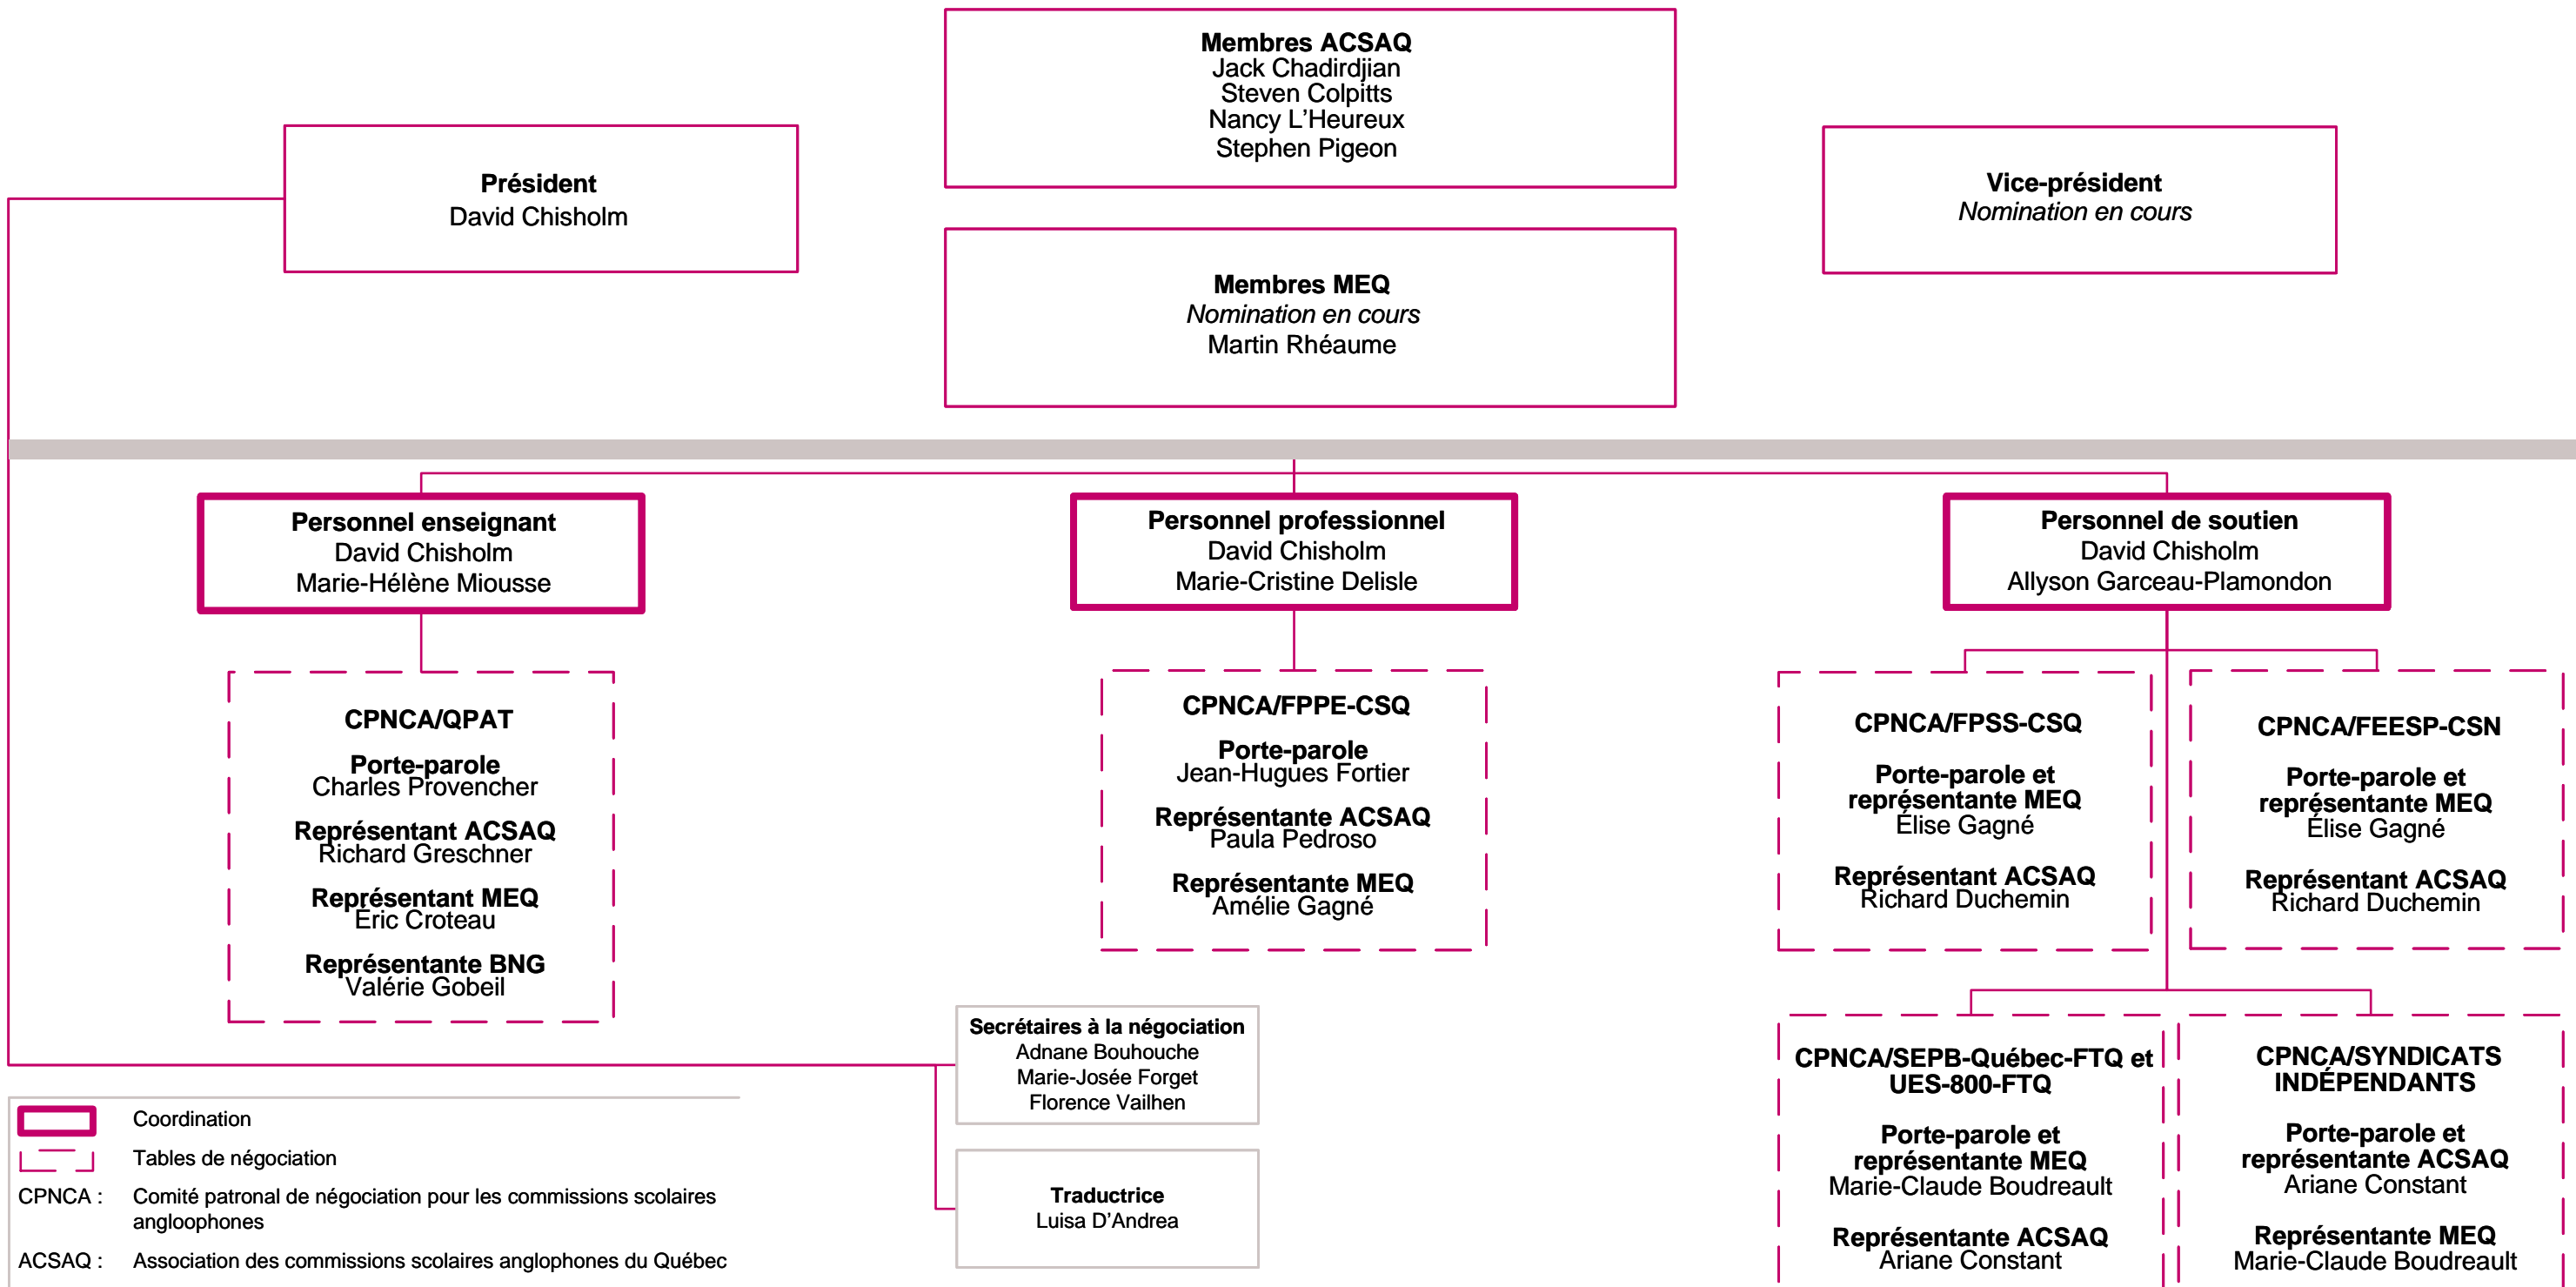 Membres ACSAQ
Jack Chadirdjian
Steven Colpitts
Nancy L'Heureux
Stephen Pigeon
Président
David Chisholm
Vice-président
Nomination en cours
Membres MEQ
Nomination en cours
Martin Rhéaume
Personnel enseignant
David Chisholm
Marie-Hélène Miousse
Personnel professionnel
David Chisholm
Marie-Cristine Delisle
Personnel de soutien
David Chisholm
Allyson Garceau-Plamondon
CPNCA/QPAT
Porte-parole
Charles Provencher
Représentant ACSAQ
Richard Greschner
Représentant MEQ
Éric Croteau
Représentante BNG
Valérie Gobeil
CPNCA/FPPE-CSQ
Porte-parole
Jean-Hugues Fortier
Représentante ACSAQ
Paula Pedroso
Représentante MEQ
Amélie Gagné
CPNCA/FPSS-CSQ
Porte-parole et
représentante MEQ
Élise Gagné
Représentant ACSAQ
Richard Duchemin
CPNCA/FEESP-CSN
Porte-parole et
représentante MEQ
Élise Gagné
Représentant ACSAQ
Richard Duchemin
CPNCA/SEPB-Québec-FTQ et
UES-800-FTQ
Porte-parole et
représentante MEQ
Marie-Claude Boudreault
Représentante ACSAQ
Ariane Constant
CPNCA/SYNDICATS
INDÉPENDANTS
Porte-parole et
représentante ACSAQ
Ariane Constant
Représentante MEQ
Marie-Claude Boudreault
Secrétaires à la négociation
Adnane Bouhouche
Marie-Josée Forget
Florence Vailhen
Traductrice
Luisa D'Andrea
Coordination
Tables de négociation
CPNCA : Comité patronal de négociation pour les commissions scolaires
angloophones
ACSAQ : Association des commissions scolaires anglophones du Québec